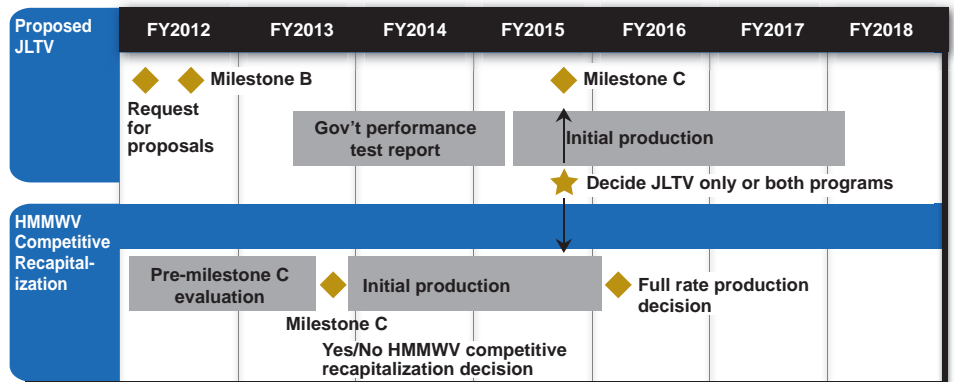 Proposed
JLTV
FY2012 FY2013 FY2014 FY2015 FY2016 FY2017 FY2018
Milestone B
Milestone C
Request
for
proposals
Gov't performance
test report
Initial production
Decide JLTV only or both programs
HMMWV
Competitive
Recapital-
ization
Pre-milestone C
evaluation
Initial production
Full rate production
decision
Milestone C
Yes/No HMMWV competitive
recapitalization decision